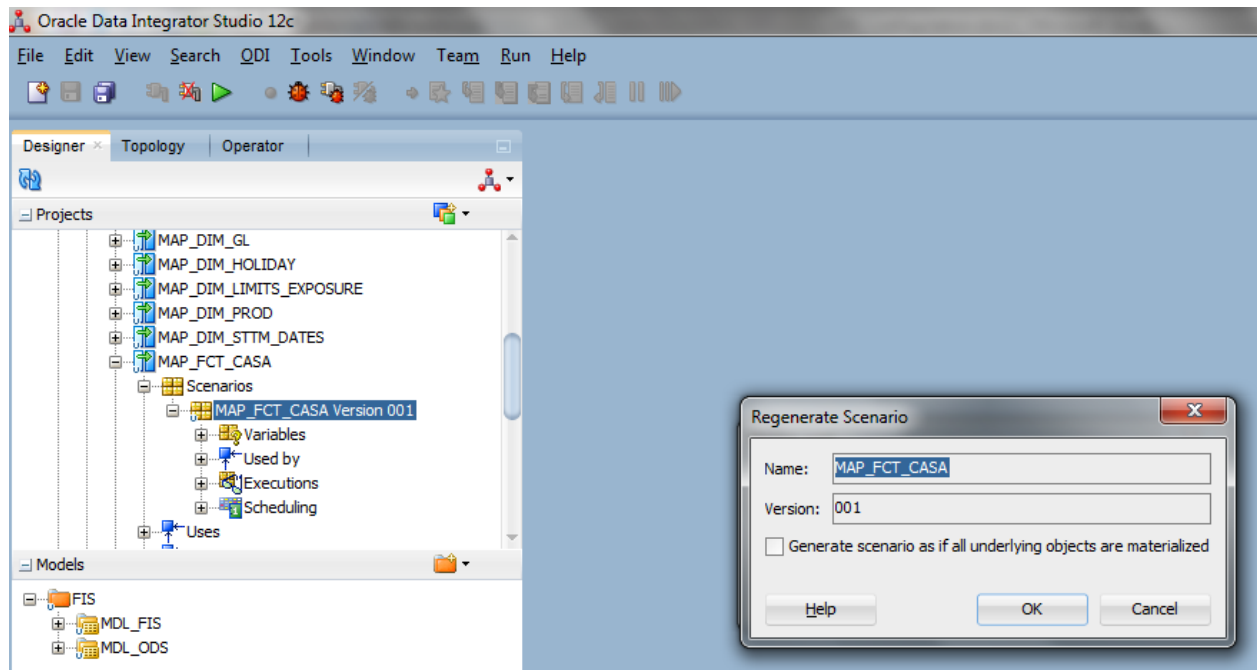 Oracle Data Integrator Studio 12c
File Edit View Search ODI Tools Window Team Run Help
Designer Topology Operator
Projects
MAP_DIM_GL
MAP_DIM_HOLIDAY
MAP_DIM_LIMITS_EXPOSURE
MAP_DIM_PROD
MAP_DIM_STTM_DATES
MAP_FCT_CASA
Scenarios
MAP_FCT_CASA Version 001
Variables
Used by
Executions
Scheduling
Uses
Models
FIS
MDL_FIS
MDL_ODS
Regenerate Scenario
Name: MAP_FCT_CASA
Version: 001
Generate scenario as if all underlying objects are materialized
Help OK Cancel